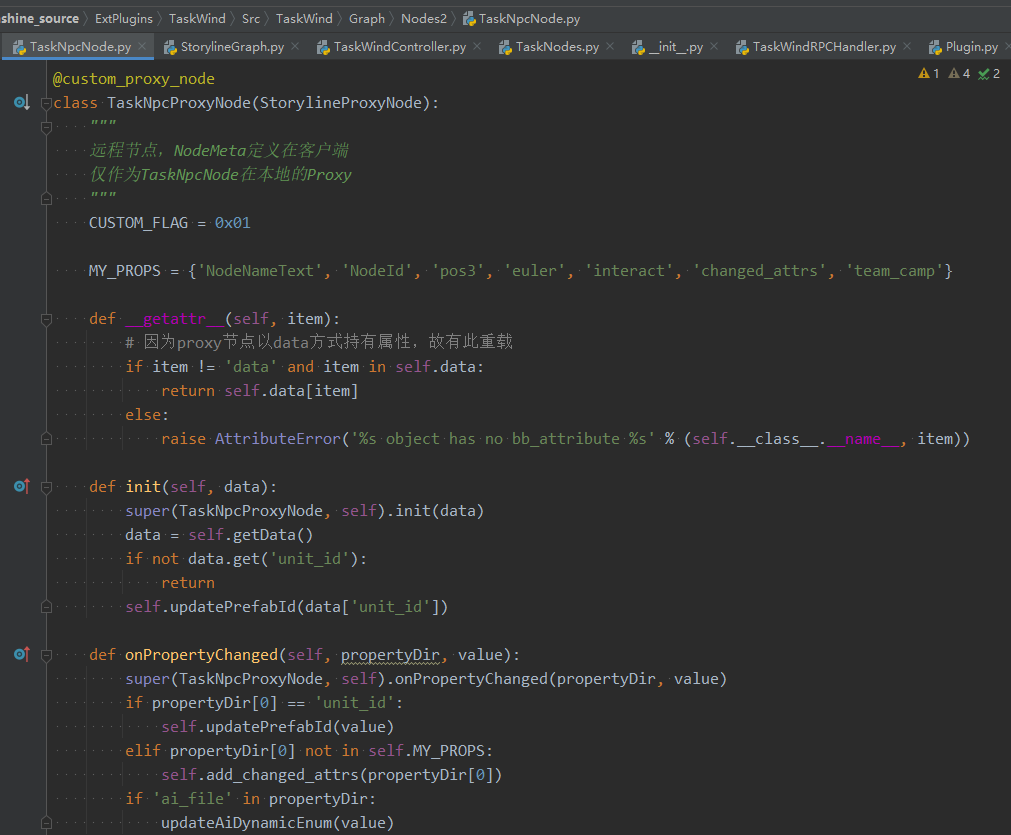 shine_source 〉 ExtPlugins 〉 TaskWind 〉 Src 〉 TaskWind 〉 Graph 〉 Nodes2 〉 TaskNpcNode.py
TaskNpcNode.py × StorylineGraph.py × TaskWindController.py × TaskNodes.py × __init__.py × TaskWindRPCHandler.py × Plugin.py ×
@custom_proxy_node 1 4 2
class TaskNpcProxyNode(StorylineProxyNode):
"""
远程节点，NodeMeta定义在客户端
仅作为TaskNpcNode在本地的Proxy
"""
CUSTOM_FLAG = 0x01
MY_PROPS = {'NodeNameText', 'NodeId', 'pos3', 'euler', 'interact', 'changed_attrs', 'team_camp'}
def __getattr__(self, item):
# 因为proxy节点以data方式持有属性，故有此重载
if item != 'data' and item in self.data:
return self.data[item]
else:
raise AttributeError('%s object has no bb_attribute %s' % (self.__class__.__name__, item))
def init(self, data):
super(TaskNpcProxyNode, self).init(data)
data = self.getData()
if not data.get('unit_id'):
return
self.updatePrefabId(data['unit_id'])
def onPropertyChanged(self, propertyDir, value):
super(TaskNpcProxyNode, self).onPropertyChanged(propertyDir, value)
if propertyDir[0] == 'unit_id':
self.updatePrefabId(value)
elif propertyDir[0] not in self.MY_PROPS:
self.add_changed_attrs(propertyDir[0])
if 'ai_file' in propertyDir:
updateAiDynamicEnum(value)